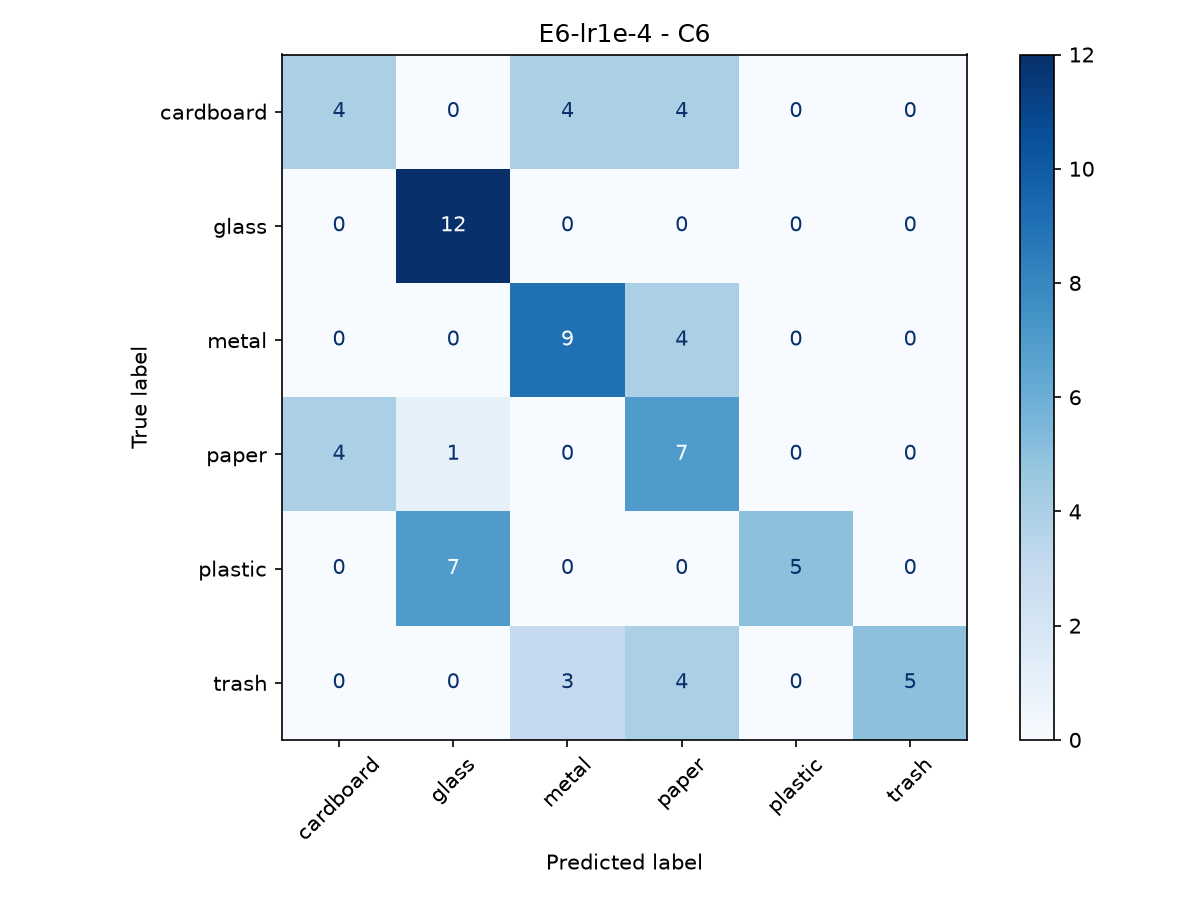 E6-lr1e-4 - C6
cardboard 4 0 4 4 0 0
glass 0 12 0 0 0 0
metal 0 0 9 4 0 0
paper 4 1 0 7 0 0
plastic 0 7 0 0 5 0
trash 0 0 3 4 0 5
cardboard glass metal paper plastic trash
Predicted label
True label
12
10
8
6
4
2
0